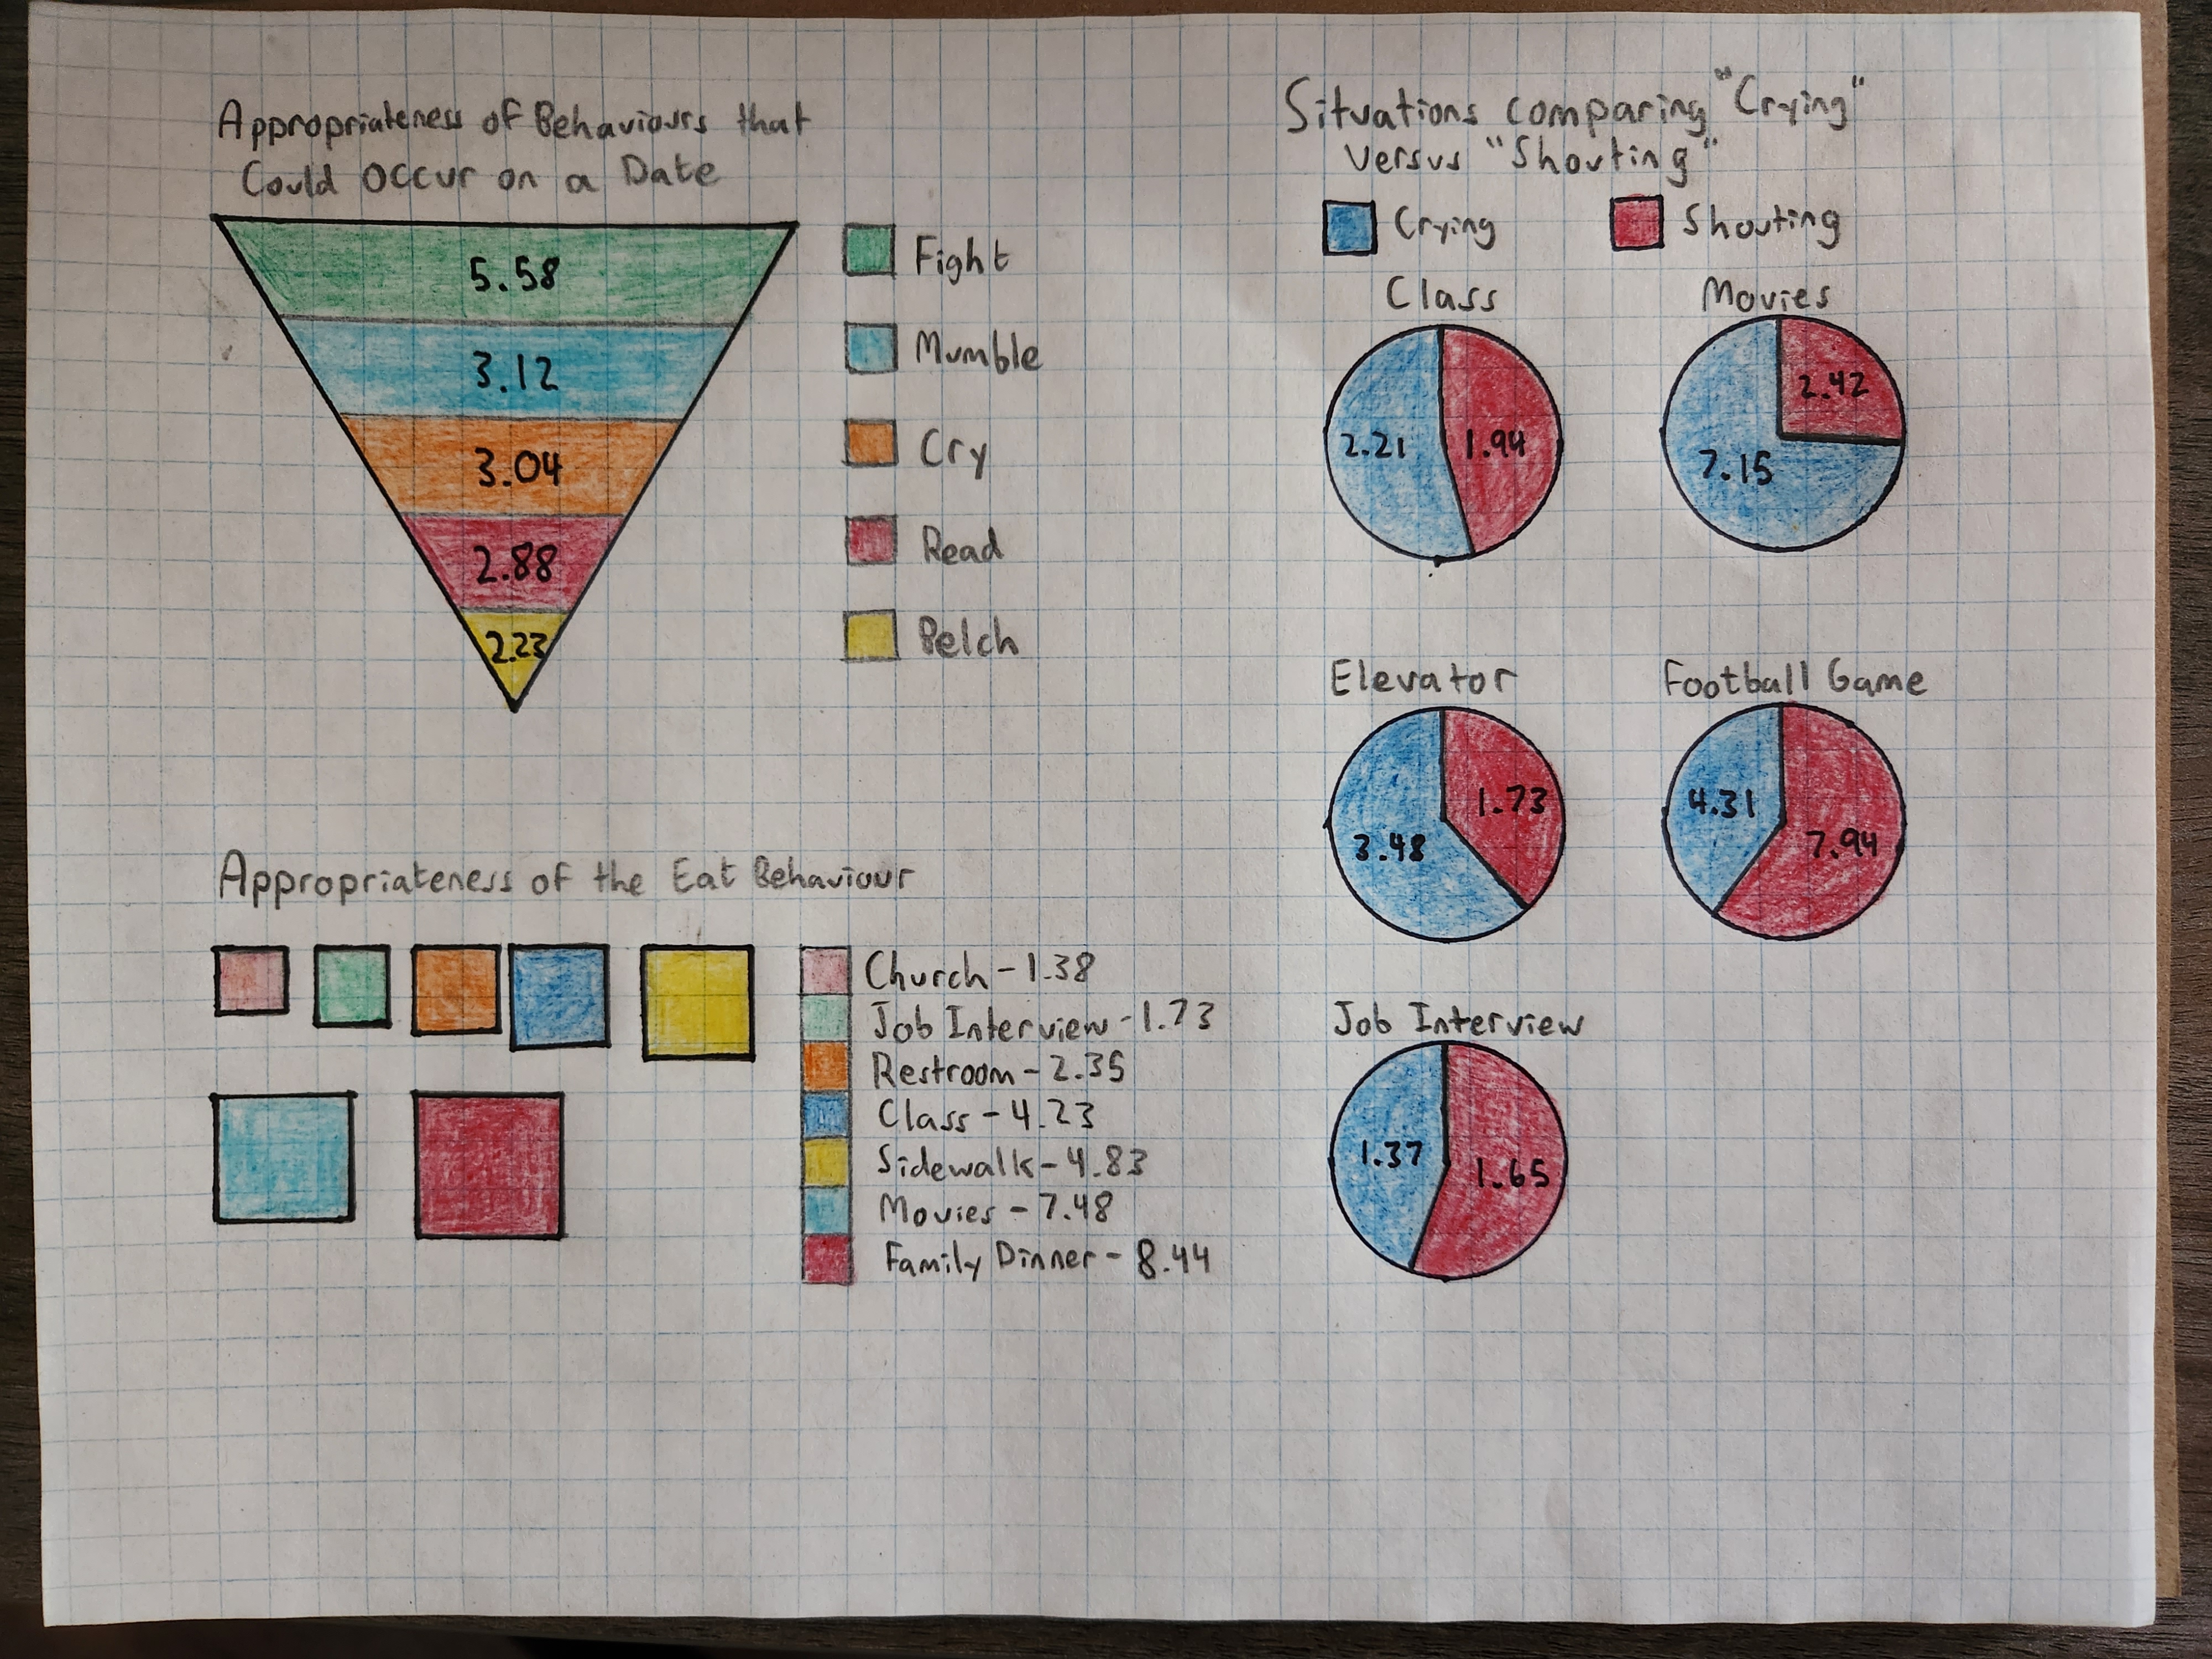 Appropriateness of Behaviours that
Could Occur on a Date
5.58
3.12
3.04
2.88
2.23
Fight
Mumble
Cry
Read
Belch
Appropriateness of the Eat Behaviour
Church - 1.38
Job Interview - 1.73
Restroom - 2.35
Class - 4.23
Sidewalk - 4.83
Movies - 7.48
Family Dinner - 8.44
Situations Comparing "Crying"
Versus "Shouting"
Crying
Shouting
Class
2.21
1.94
Movies
7.15
2.42
Elevator
3.48
1.73
Football Game
4.31
7.94
Job Interview
1.37
1.65